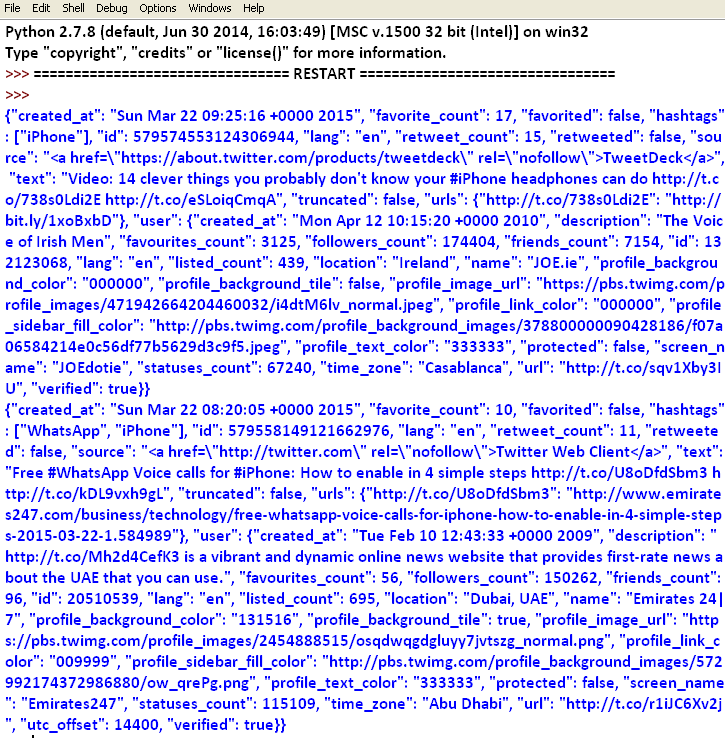 File Edit Shell Debug Options Windows Help
Python 2.7.8 (default, Jun 30 2014, 16:03:49) [MSC v.1500 32 bit (Intel)] on win32
Type "copyright", "credits" or "license()" for more information.
>>> ================================ RESTART ================================
>>>
{"created_at": "Sun Mar 22 09:25:16 +0000 2015", "favorite_count": 17, "favorited": false, "hashtags"
: ["iPhone"], "id": 579574553124306944, "lang": "en", "retweet_count": 15, "retweeted": false, "sou
rce": "<a href=\"https://about.twitter.com/products/tweetdeck\" rel=\"nofollow\">TweetDeck</a>",
"text": "Video: 14 clever things you probably don't know your #iPhone headphones can do http://t.c
o/738s0Ldi2E http://t.co/eSLoiqCmqA", "truncated": false, "urls": {"http://t.co/738s0Ldi2E": "http://
bit.ly/1xoBxbD"}, "user": {"created_at": "Mon Apr 12 10:15:20 +0000 2010", "description": "The Voi
ce of Irish Men", "favourites_count": 3125, "followers_count": 174404, "friends_count": 7154, "id": 13
2123068, "lang": "en", "listed_count": 439, "location": "Ireland", "name": "JOE.ie", "profile_backgrou
nd_color": "000000", "profile_background_tile": false, "profile_image_url": "https://pbs.twimg.com/p
rofile_images/471942664204460032/i4dtM6lv_normal.jpeg", "profile_link_color": "000000", "profile
_sidebar_fill_color": "http://pbs.twimg.com/profile_background_images/378800000090428186/f07a
06584214e0c56df77b5629d3c9f5.jpeg", "profile_text_color": "333333", "protected": false, "screen_n
ame": "JOEdotie", "statuses_count": 67240, "time_zone": "Casablanca", "url": "http://t.co/sqv1Xby3I
U", "verified": true}}
{"created_at": "Sun Mar 22 08:20:05 +0000 2015", "favorite_count": 10, "favorited": false, "hashtags"
: ["WhatsApp", "iPhone"], "id": 579558149121662976, "lang": "en", "retweet_count": 11, "retweete
d": false, "source": "<a href=\"http://twitter.com\" rel=\"nofollow\">Twitter Web Client</a>", "text":
"Free #WhatsApp Voice calls for #iPhone: How to enable in 4 simple steps http://t.co/U8oDfdSbm3 h
ttp://t.co/kDL9vxh9gL", "truncated": false, "urls": {"http://t.co/U8oDfdSbm3": "http://www.emirate
s247.com/business/technology/free-whatsapp-voice-calls-for-iphone-how-to-enable-in-4-simple-step
s-2015-03-22-1.584989"}, "user": {"created_at": "Tue Feb 10 12:43:33 +0000 2009", "description": "
http://t.co/Mh2d4CefK3 is a vibrant and dynamic online news website that provides first-rate news a
bout the UAE that you can use.", "favourites_count": 56, "followers_count": 150262, "friends_count":
96, "id": 20510539, "lang": "en", "listed_count": 695, "location": "Dubai, UAE", "name": "Emirates 24|
7", "profile_background_color": "131516", "profile_background_tile": true, "profile_image_url": "http
s://pbs.twimg.com/profile_images/2454888515/osqdwqgdgluyy7jvtszg_normal.png", "profile_link_co
lor": "009999", "profile_sidebar_fill_color": "http://pbs.twimg.com/profile_background_images/572
992174372986880/ow_qrePg.png", "profile_text_color": "333333", "protected": false, "screen_name
": "Emirates247", "statuses_count": 115109, "time_zone": "Abu Dhabi", "url": "http://t.co/r1iJC6Xv2j
", "utc_offset": 14400, "verified": true}}